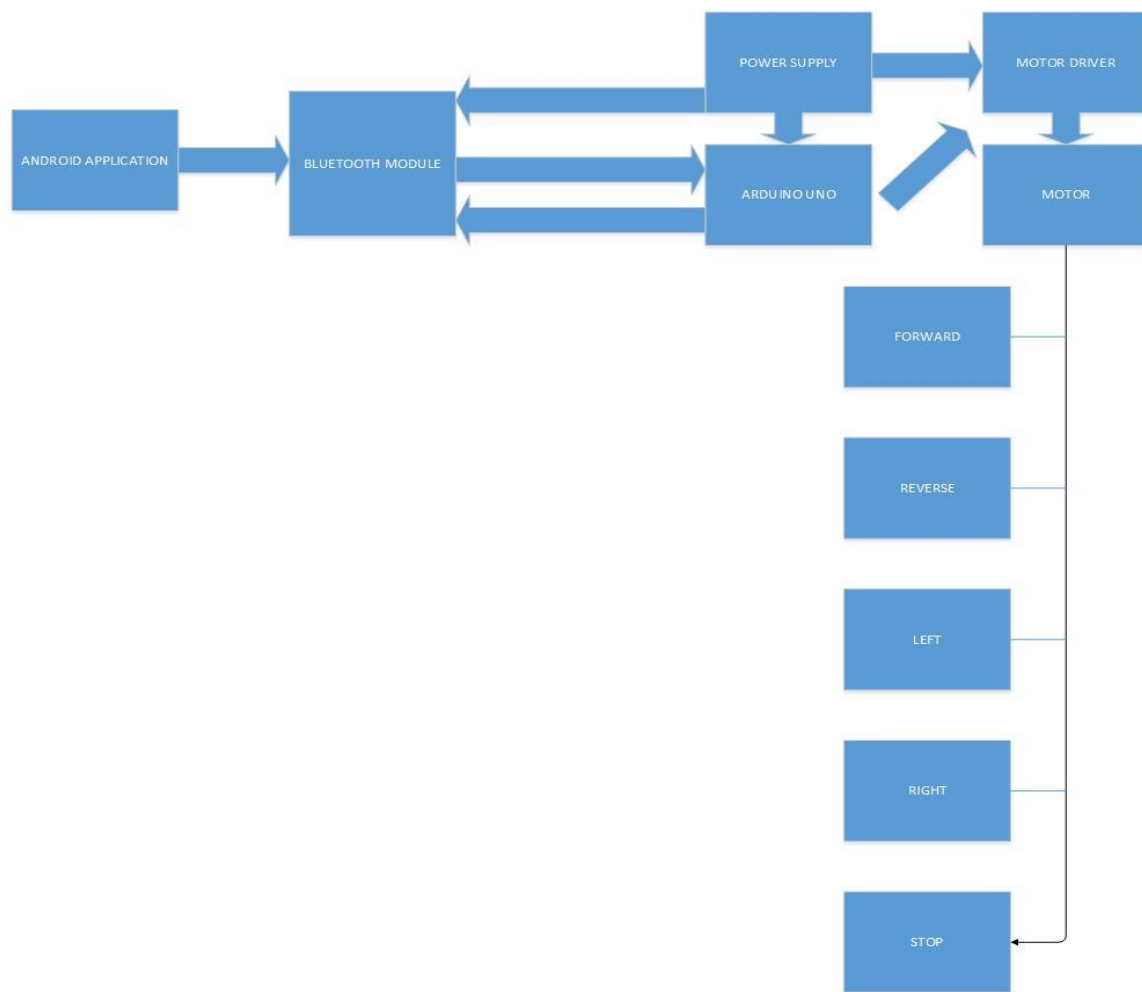 POWER SUPPLY
MOTOR DRIVER
ANDROID APPLICATION
BLUETOOTH MODULE
ARDUINO UNO
MOTOR
FORWARD
REVERSE
LEFT
RIGHT
STOP